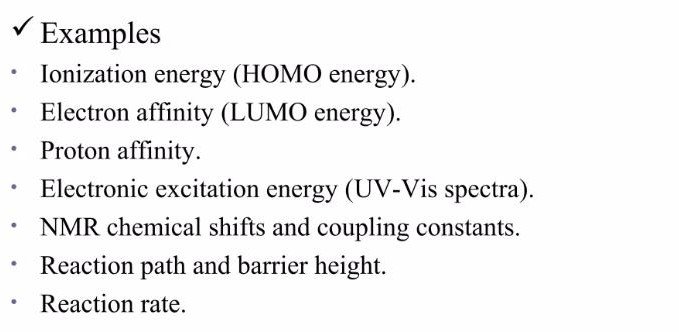 ✓ Examples
• Ionization energy (HOMO energy).
• Electron affinity (LUMO energy).
• Proton affinity.
• Electronic excitation energy (UV-Vis spectra).
• NMR chemical shifts and coupling constants.
• Reaction path and barrier height.
• Reaction rate.